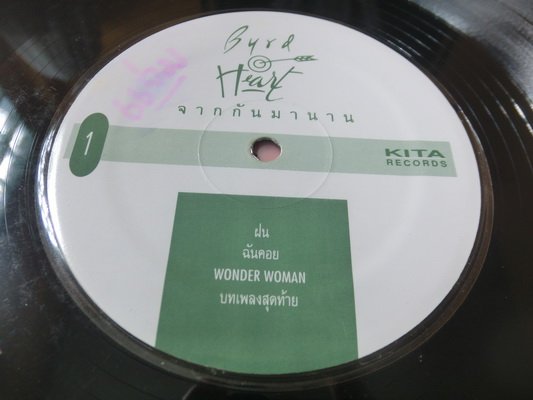 Byrd
Heart
จากกันมานาน
1
KITA
RECORDS
ฝน
ฉันคอย
WONDER WOMAN
บทเพลงสุดท้าย